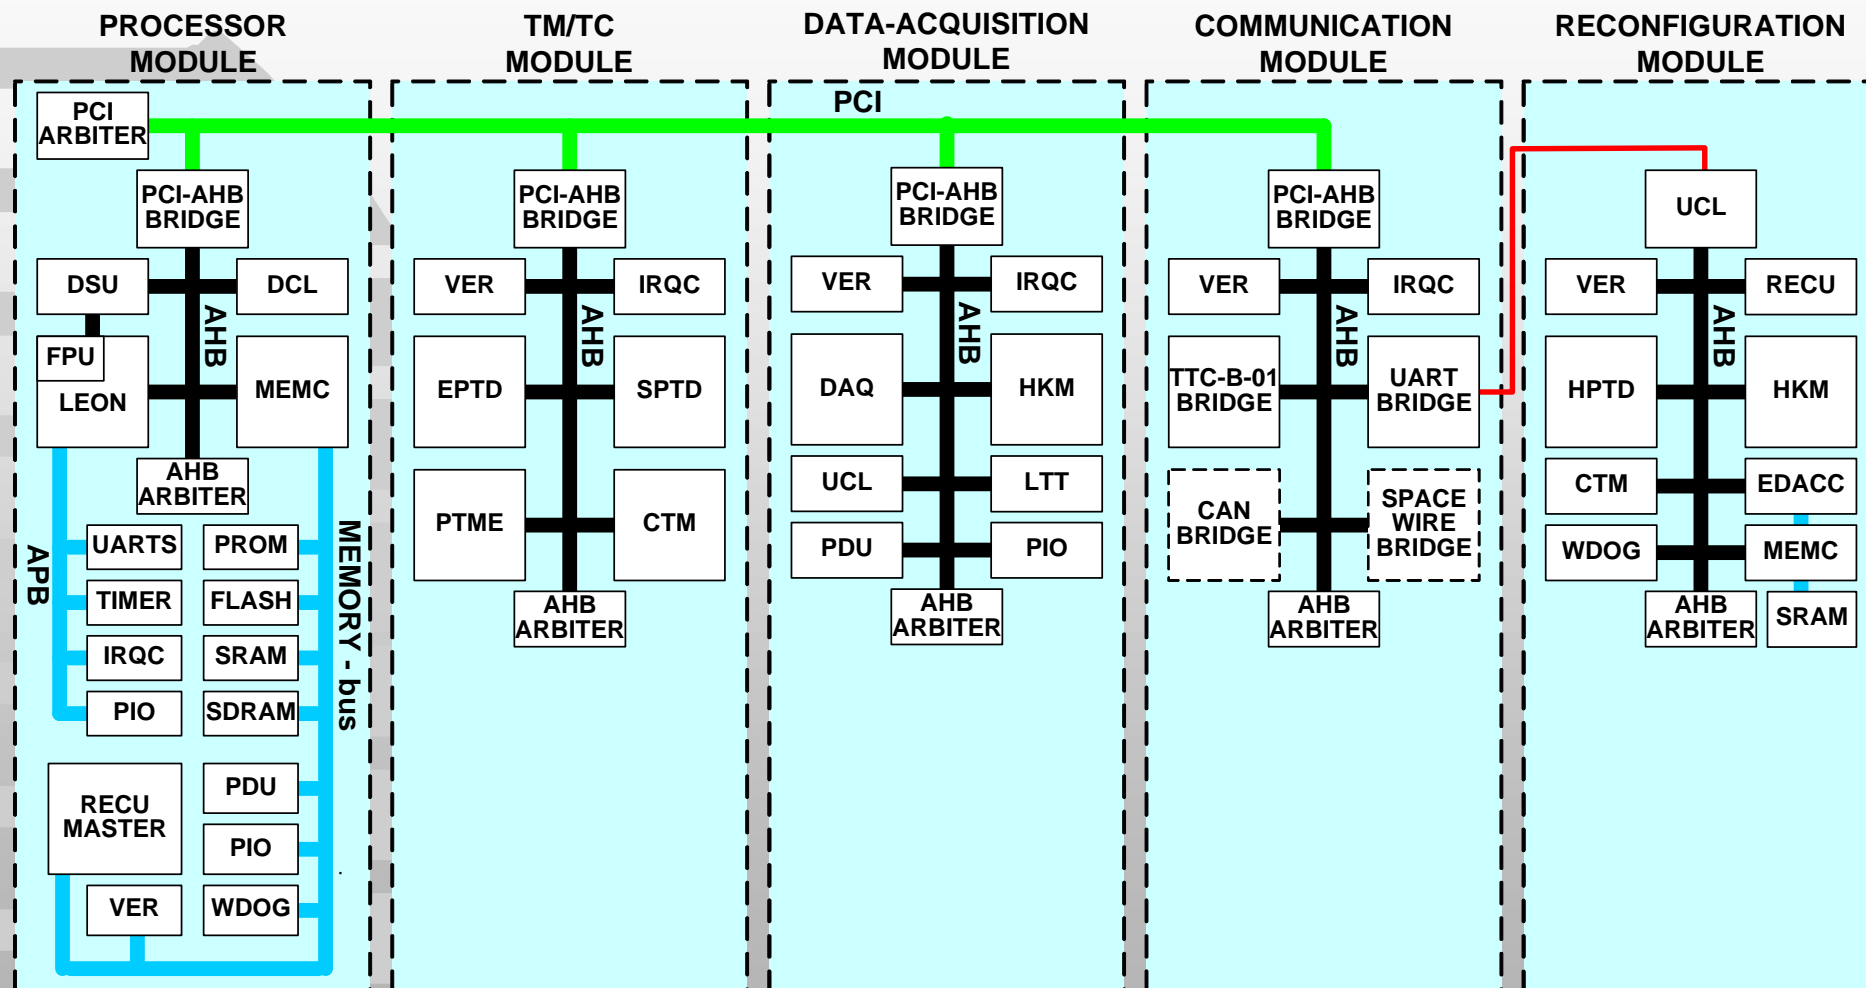 PROCESSOR
MODULE
TM/TC
MODULE
DATA-ACQUISITION
MODULE
COMMUNICATION
MODULE
RECONFIGURATION
MODULE
PCI
ARBITER
PCI-AHB
BRIDGE
DSU
DCL
AHB
FPU
LEON
MEMC
AHB
ARBITER
APB
UARTS
PROM
TIMER
FLASH
IRQC
SRAM
PIO
SDRAM
MEMORY - bus
RECU
MASTER
PDU
PIO
VER
WDOG
PCI-AHB
BRIDGE
VER
IRQC
AHB
EPTD
SPTD
PTME
CTM
AHB
ARBITER
PCI
PCI-AHB
BRIDGE
VER
IRQC
AHB
DAQ
HKM
UCL
LTT
PDU
PIO
AHB
ARBITER
PCI-AHB
BRIDGE
VER
IRQC
AHB
TTC-B-01
BRIDGE
UART
BRIDGE
CAN
BRIDGE
SPACE
WIRE
BRIDGE
AHB
ARBITER
UCL
VER
RECU
AHB
HPTD
HKM
CTM
EDACC
WDOG
MEMC
AHB
ARBITER
SRAM